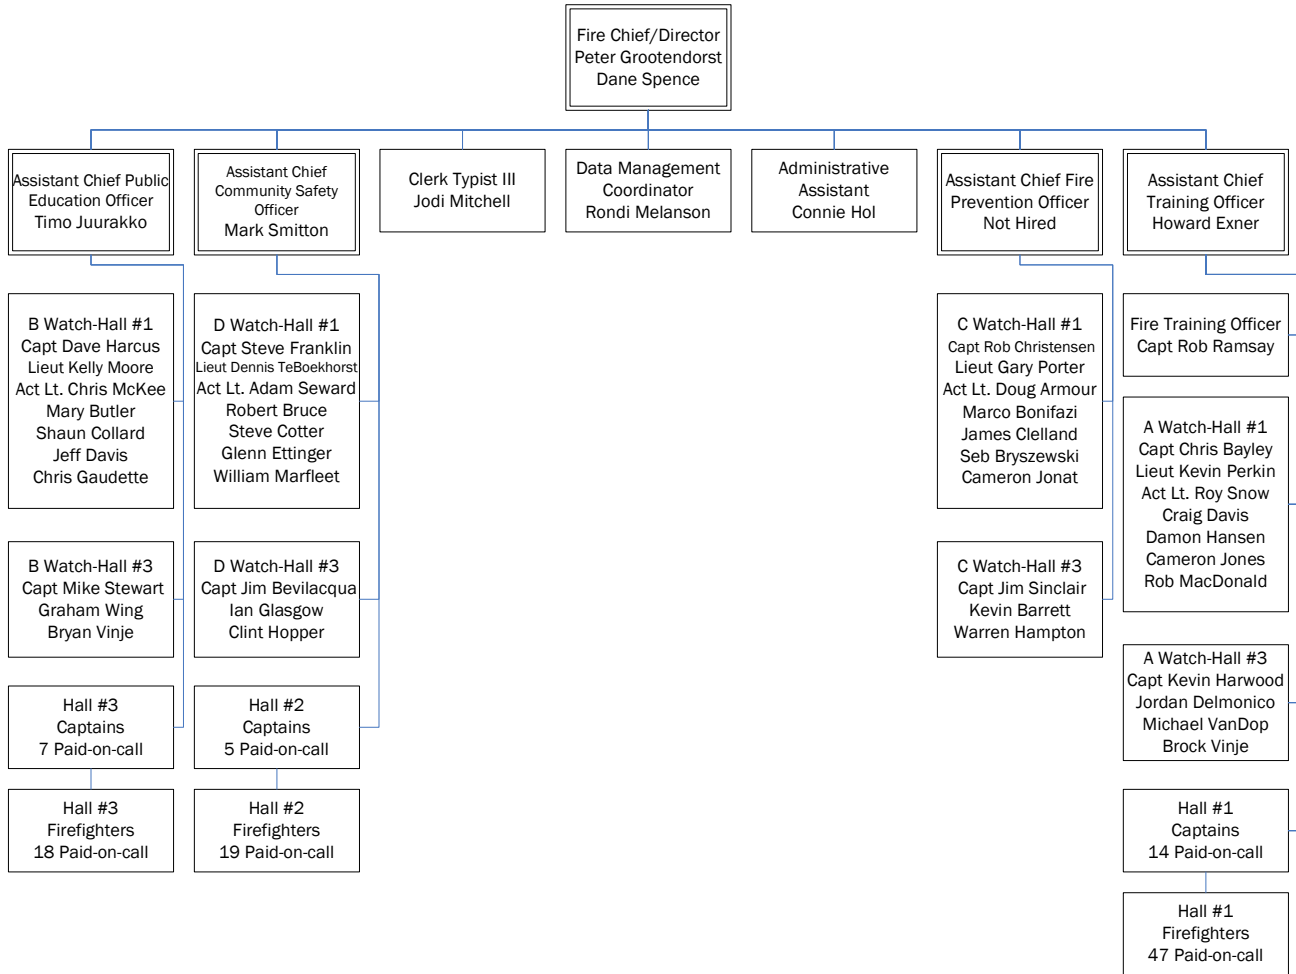 Fire Chief/Director
Peter Grootendorst
Dane Spence
Assistant Chief Public
Education Officer
Timo Juurakko
Assistant Chief
Community Safety
Officer
Mark Smitton
Clerk Typist III
Jodi Mitchell
Data Management
Coordinator
Rondi Melanson
Administrative
Assistant
Connie Hol
Assistant Chief Fire
Prevention Officer
Not Hired
Assistant Chief
Training Officer
Howard Exner
B Watch-Hall #1
Capt Dave Harcus
Lieut Kelly Moore
Act Lt. Chris McKee
Mary Butler
Shaun Collard
Jeff Davis
Chris Gaudette
D Watch-Hall #1
Capt Steve Franklin
Lieut Dennis TeBoekhorst
Act Lt. Adam Seward
Robert Bruce
Steve Cotter
Glenn Ettinger
William Marfleet
C Watch-Hall #1
Capt Rob Christensen
Lieut Gary Porter
Act Lt. Doug Armour
Marco Bonifazi
James Clelland
Seb Bryszewski
Cameron Jonat
Fire Training Officer
Capt Rob Ramsay
A Watch-Hall #1
Capt Chris Bayley
Lieut Kevin Perkin
Act Lt. Roy Snow
Craig Davis
Damon Hansen
Cameron Jones
Rob MacDonald
B Watch-Hall #3
Capt Mike Stewart
Graham Wing
Bryan Vinje
D Watch-Hall #3
Capt Jim Bevilacqua
Ian Glasgow
Clint Hopper
C Watch-Hall #3
Capt Jim Sinclair
Kevin Barrett
Warren Hampton
A Watch-Hall #3
Capt Kevin Harwood
Jordan Delmonico
Michael VanDop
Brock Vinje
Hall #3
Captains
7 Paid-on-call
Hall #2
Captains
5 Paid-on-call
Hall #3
Firefighters
18 Paid-on-call
Hall #2
Firefighters
19 Paid-on-call
Hall #1
Captains
14 Paid-on-call
Hall #1
Firefighters
47 Paid-on-call